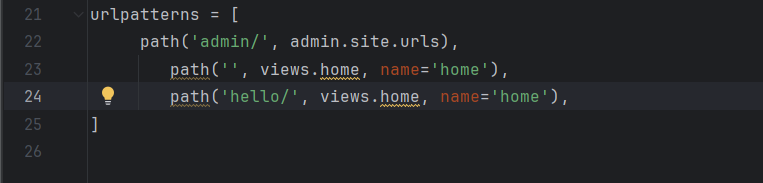 21 urlpatterns = [
22 path('admin/', admin.site.urls),
23 path('', views.home, name='home'),
24 path('hello/', views.home, name='home'),
25 ]
26